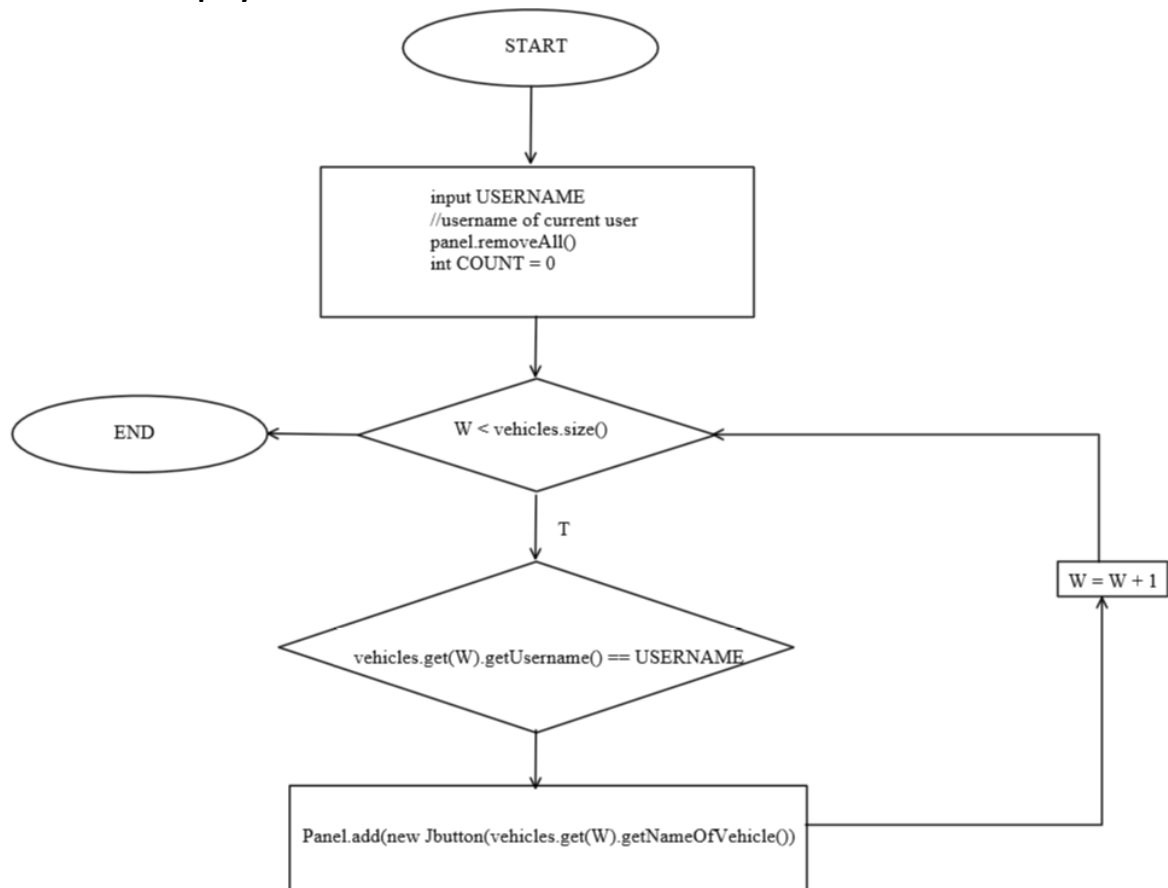 START
input USERNAME
//username of current user
panel.removeAll()
int COUNT = 0
END
W < vehicles.size()
T
W = W + 1
vehicles.get(W).getUsername() == USERNAME
Panel.add(new Jbutton(vehicles.get(W).getNameOfVehicle())